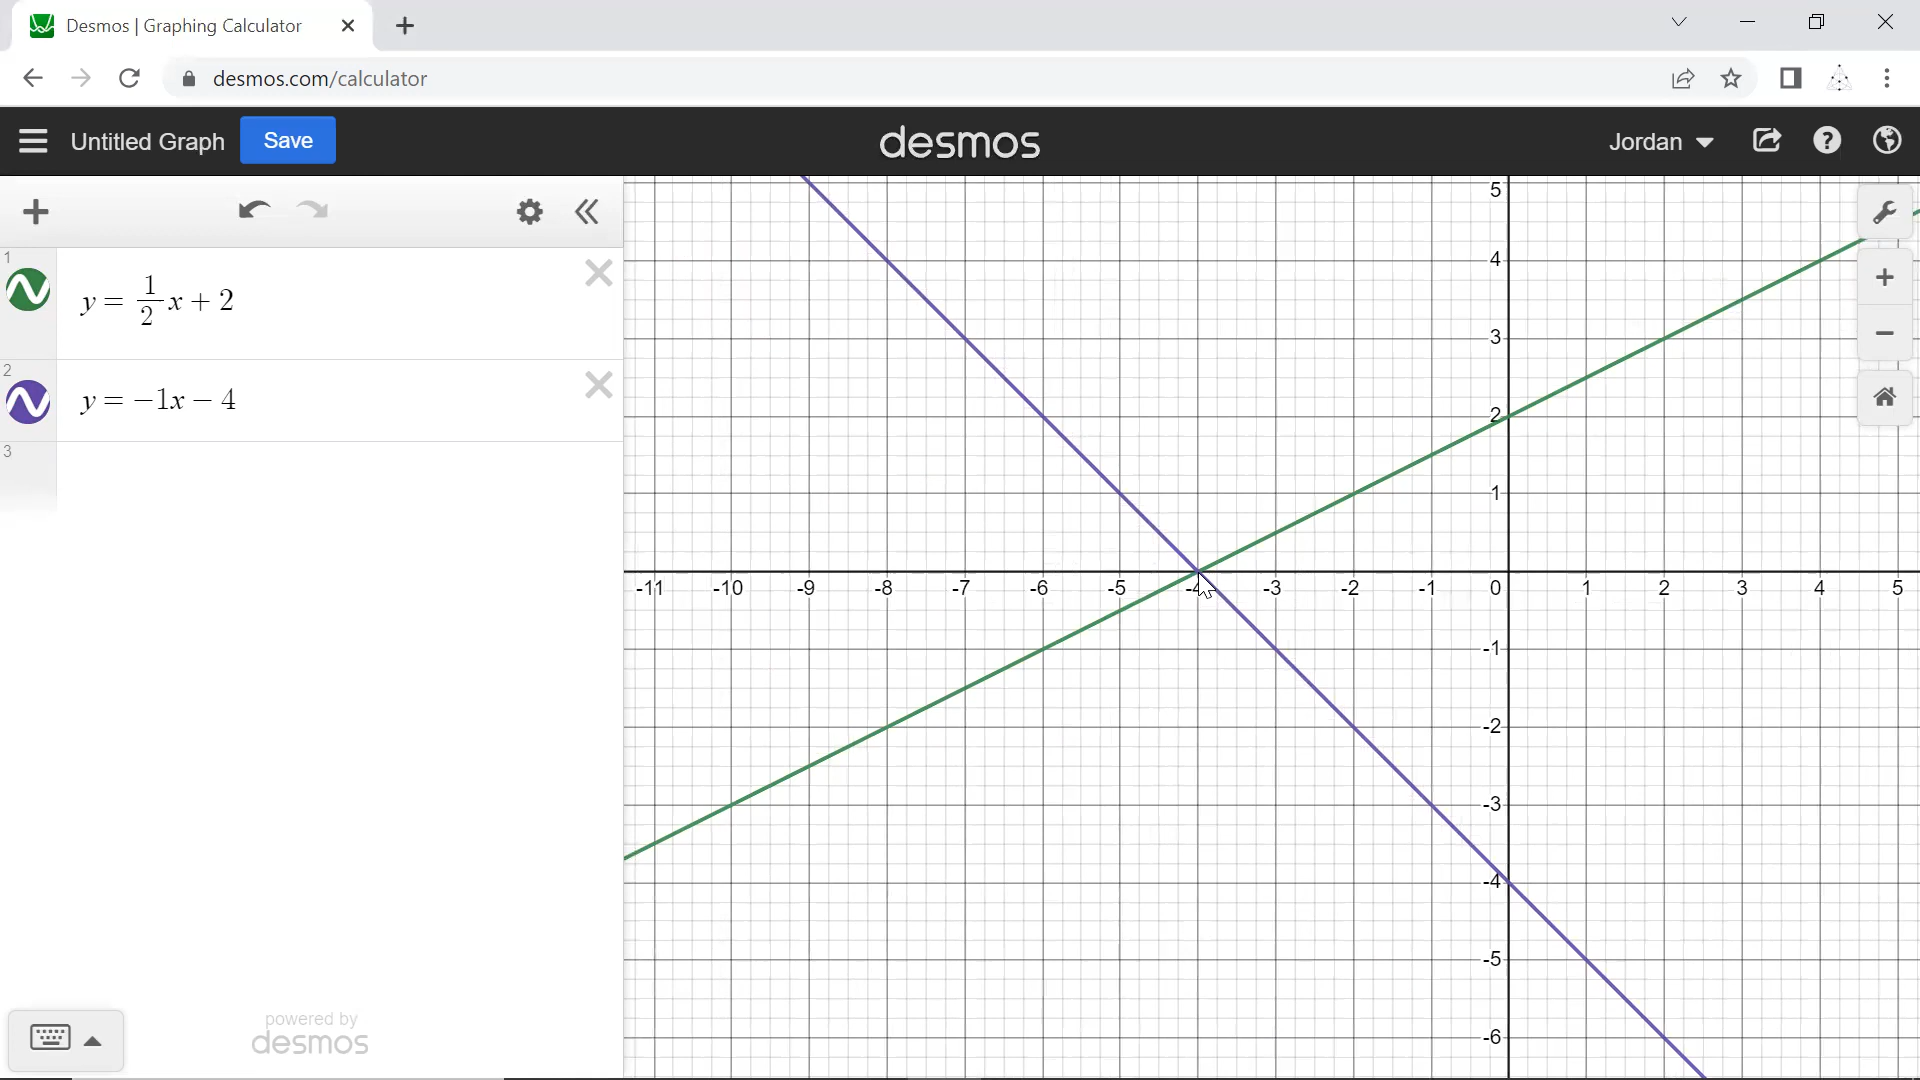 Desmos | Graphing Calculator
desmos.com/calculator
Untitled Graph Save desmos Jordan
1
y = 1/2 x + 2
2
y = −1x − 4
3
5
4
3
2
1
-11 -10 -9 -8 -7 -6 -5 -4 -3 -2 -1 0 1 2 3 4 5
-1
-2
-3
-4
-5
-6
powered by
desmos